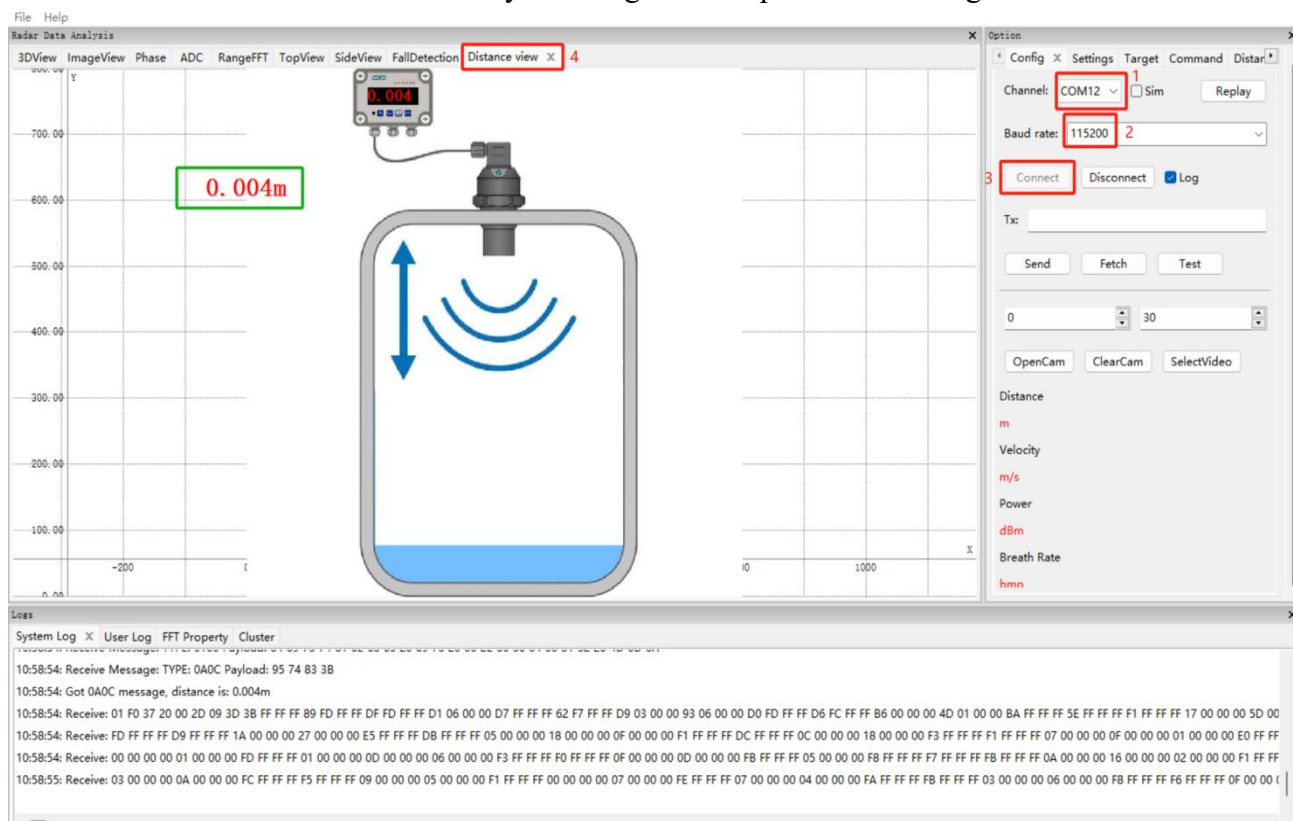 File Help
Radar Data Analysis X
3DView ImageView Phase ADC RangeFFT TopView SideView FallDetection Distance view X 4
Y
0.004
700.00
0.004m
600.00
500.00
400.00
300.00
200.00
100.00
X
-200
1000
0.00
Option X
Config X Settings Target Command Distar
1
Channel: COM12 Sim Replay
Baud rate: 115200 2
3 Connect Disconnect Log
Tx:
Send Fetch Test
0 30
OpenCam ClearCam SelectVideo
Distance
m
Velocity
m/s
Power
dBm
Breath Rate
bmn
Logs X
System Log X User Log FFT Property Cluster
10:58:54: Receive Message: TYPE: 0A0C Payload: 95 74 83 3B
10:58:54: Got 0A0C message, distance is: 0.004m
10:58:54: Receive: 01 F0 37 20 00 2D 09 3D 3B FF FF FF 89 FD FF FF DF FD FF FF D1 06 00 00 D7 FF FF FF 62 F7 FF FF D9 03 00 00 93 06 00 00 D0 FD FF FF D6 FC FF FF B6 00 00 00 4D 01 00 00 BA FF FF FF 5E FF FF FF F1 FF FF FF 17 00 00 00 5D 00
10:58:54: Receive: FD FF FF FF D9 FF FF FF 1A 00 00 00 27 00 00 00 E5 FF FF FF DB FF FF FF 05 00 00 00 18 00 00 00 0F 00 00 00 F1 FF FF FF DC FF FF FF 0C 00 00 00 18 00 00 00 F3 FF FF FF F1 FF FF FF 07 00 00 00 0F 00 00 00 01 00 00 00 E0 FF FF
10:58:54: Receive: 00 00 00 00 01 00 00 00 FD FF FF FF 01 00 00 00 0D 00 00 00 06 00 00 00 F3 FF FF FF F0 FF FF FF 0F 00 00 00 0D 00 00 00 FB FF FF FF 05 00 00 00 F8 FF FF FF F7 FF FF FF FB FF FF FF 0A 00 00 00 16 00 00 00 02 00 00 00 F1 FF FF
10:58:55: Receive: 03 00 00 00 0A 00 00 00 FC FF FF FF F5 FF FF FF 09 00 00 00 05 00 00 00 F1 FF FF FF 00 00 00 00 07 00 00 00 FE FF FF FF 07 00 00 00 04 00 00 00 FA FF FF FF FB FF FF FF 03 00 00 00 06 00 00 00 F8 FF FF FF F6 FF FF FF 0F 00 00